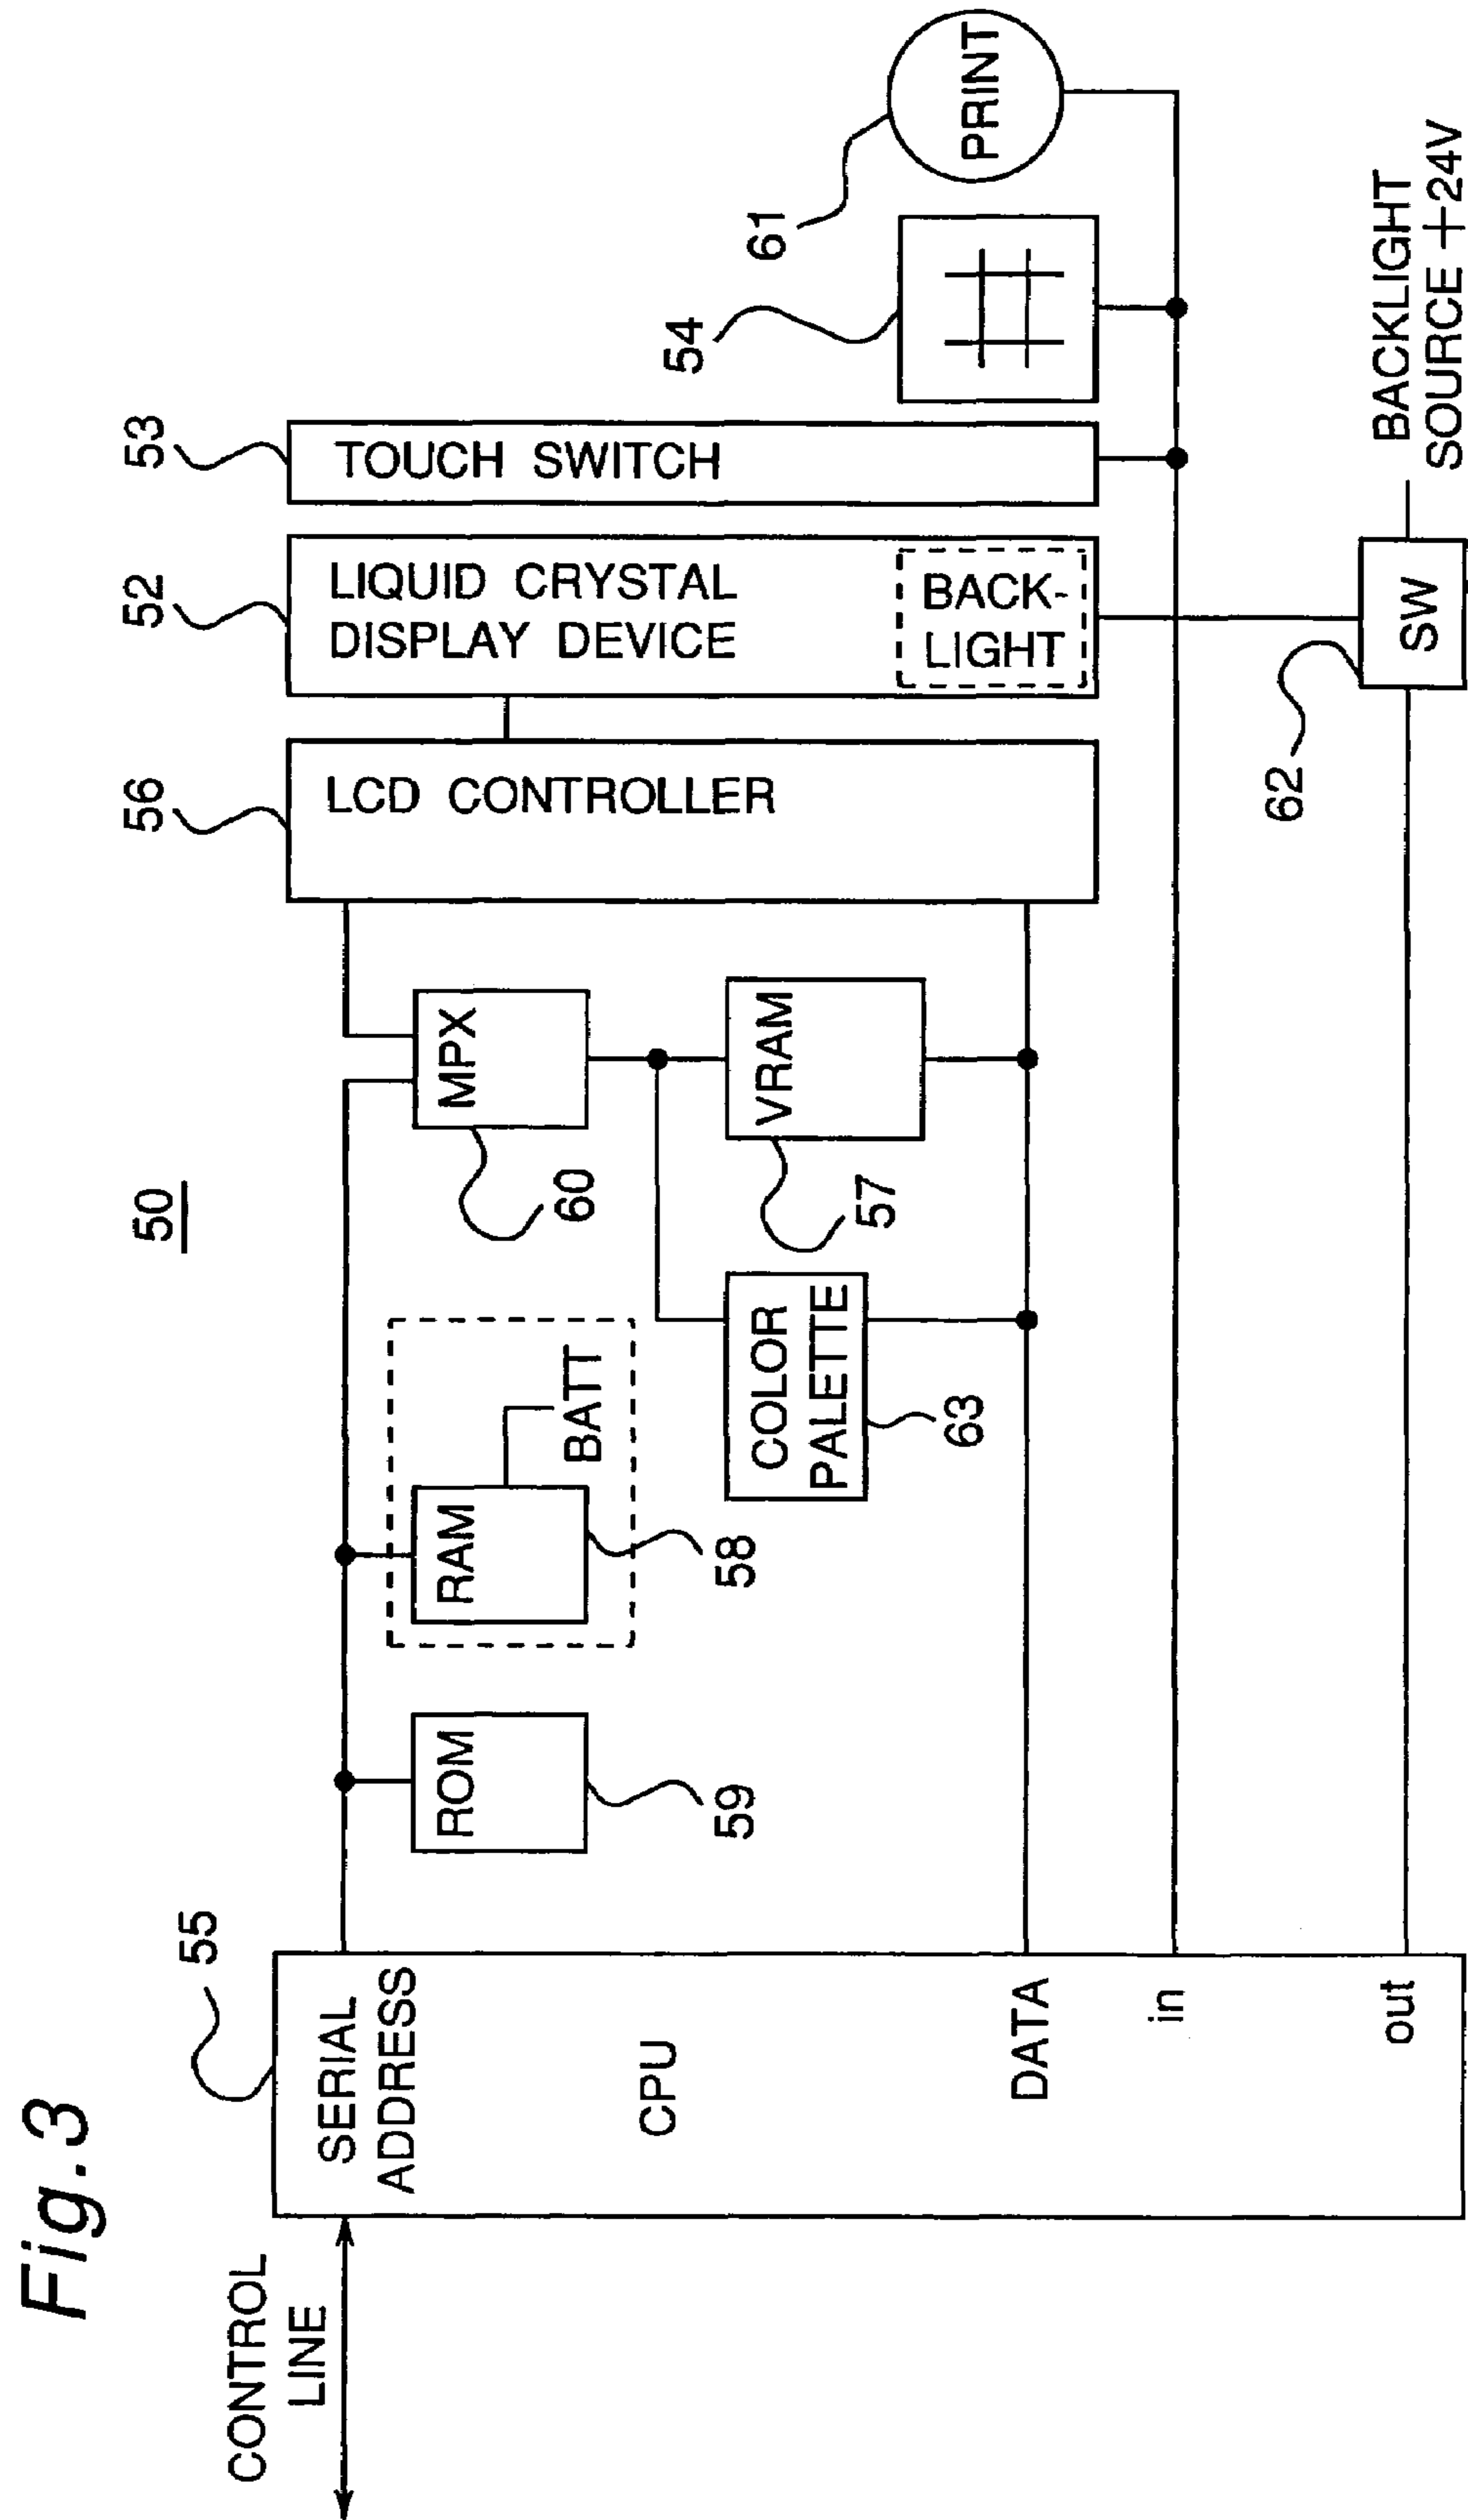 Fig.3
50
CONTROL
LINE
55
SERIAL
ADDRESS
CPU
DATA
in
out
ROM
59
RAM
BATT
58
MPX
60
VRAM
57
COLOR
PALETTE
63
56
LCD CONTROLLER
52
LIQUID CRYSTAL
DISPLAY DEVICE
BACK-
LIGHT
53
TOUCH SWITCH
54
61
PRINT
62
SW
BACKLIGHT
SOURCE +24V